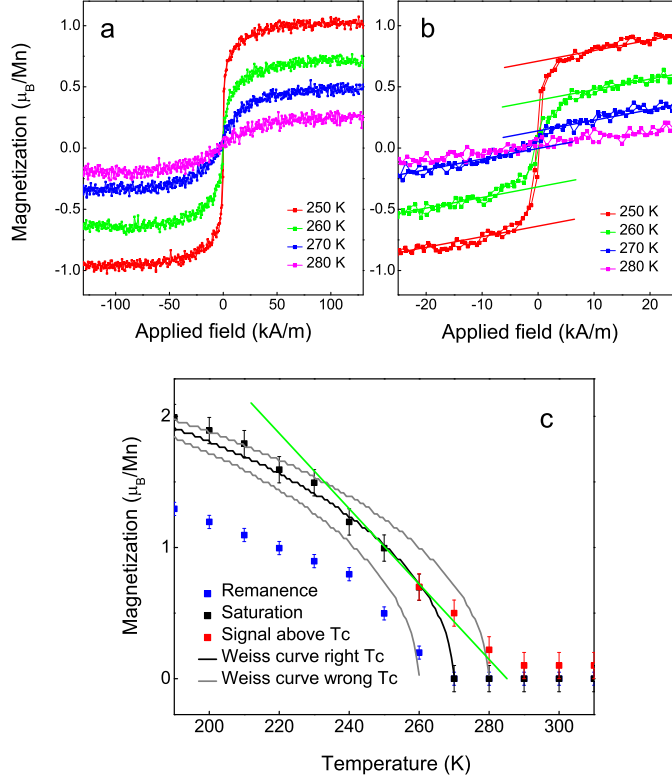 a
Magnetization (μB/Mn)
1.0
0.5
0.0
-0.5
-1.0
250 K
260 K
270 K
280 K
-100
-50
0
50
100
Applied field (kA/m)
b
250 K
260 K
270 K
280 K
-20
-10
0
10
20
Applied field (kA/m)
c
Magnetization (μB/Mn)
2
1
0
Remanence
Saturation
Signal above Tc
Weiss curve right Tc
Weiss curve wrong Tc
200
220
240
260
280
300
Temperature (K)